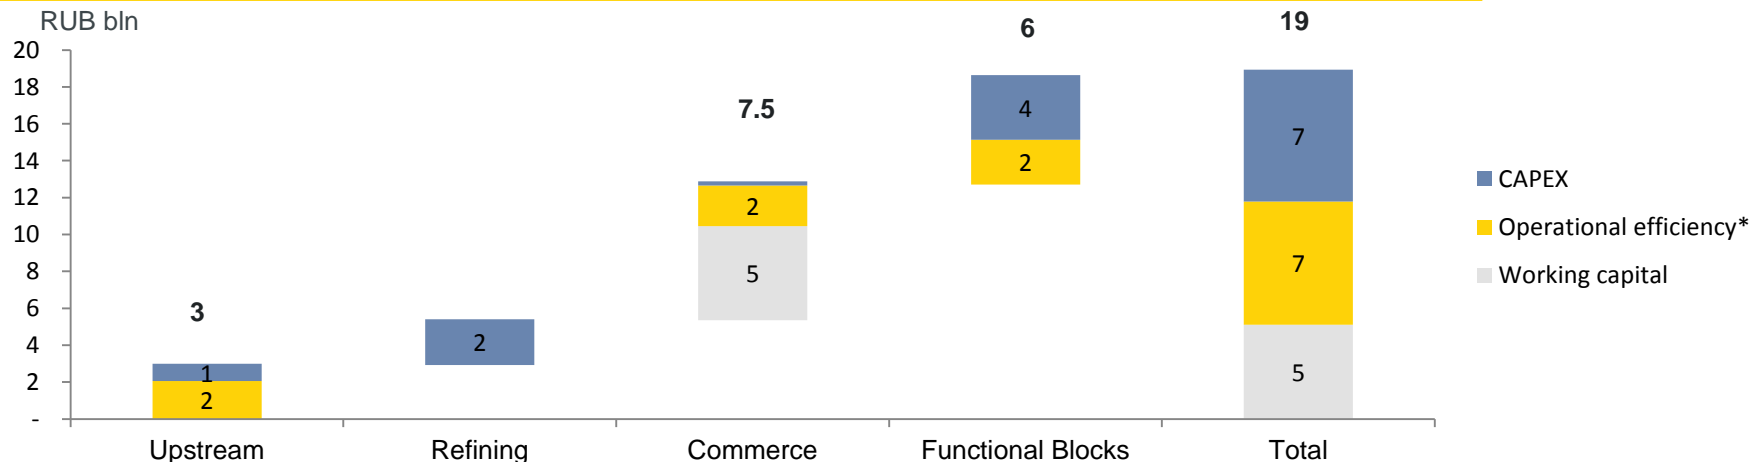 RUB bln
6
19
20
18
16
14
12
10
8
6
4
2
-
3
1
2
2
7.5
2
5
4
2
7
7
5
CAPEX
Operational efficiency*
Working capital
Upstream
Refining
Commerce
Functional Blocks
Total